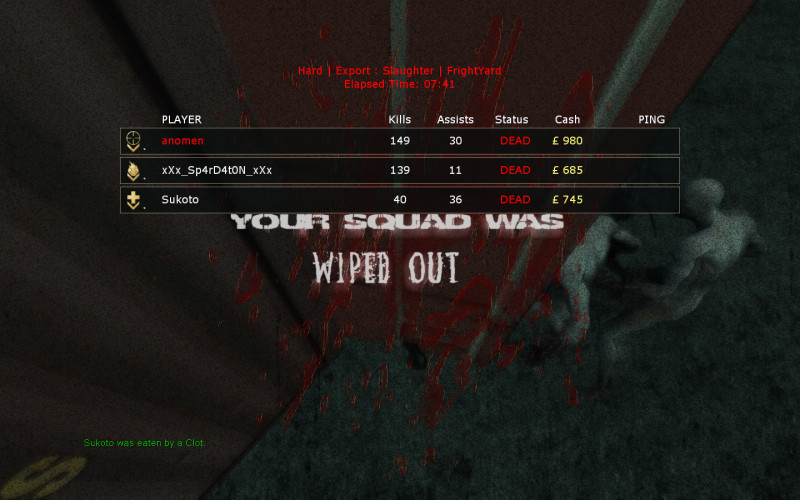 Hard | Export : Slaughter | FrightYard
Elapsed Time: 07:41
PLAYER Kills Assists Status Cash PING
anomen 149 30 DEAD £ 980
xXx_Sp4rD4t0N_xXx 139 11 DEAD £ 685
Sukoto 40 36 DEAD £ 745
YOUR SQUAD WAS
WIPED OUT
Sukoto was eaten by a Clot.